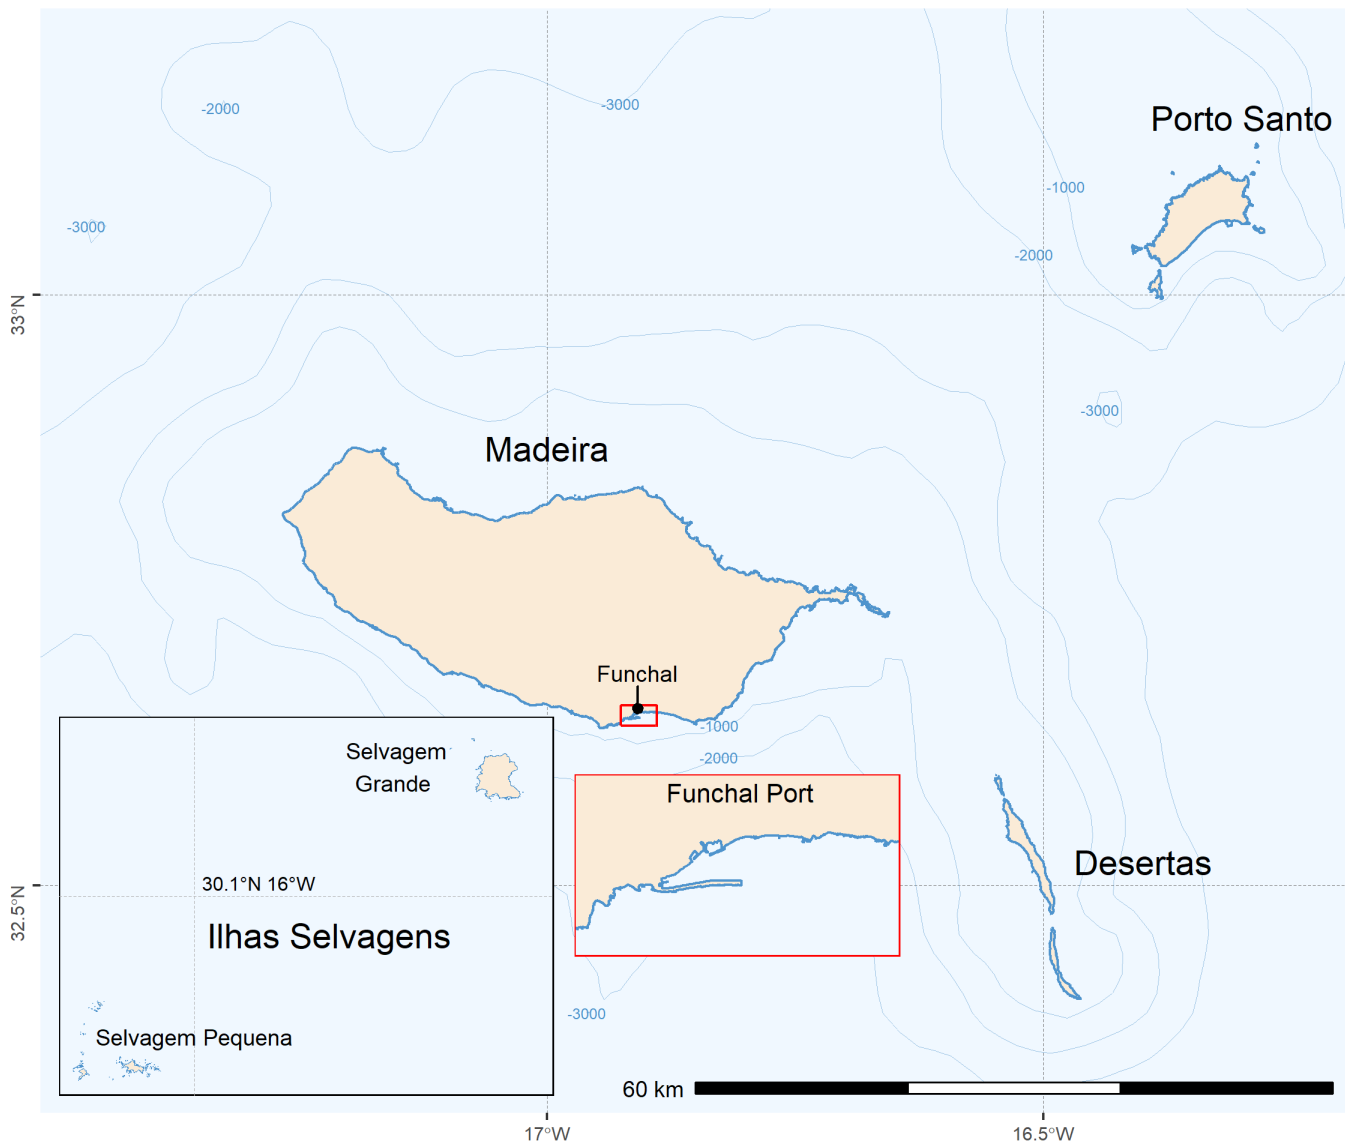 -2000
-3000
Porto Santo
-1000
-3000
-2000
33°N
-3000
Madeira
Funchal
-1000
-2000
Selvagem
Grande
Funchal Port
Desertas
30.1°N 16°W
32.5°N
Ilhas Selvagens
-3000
Selvagem Pequena
60 km
17°W
16.5°W